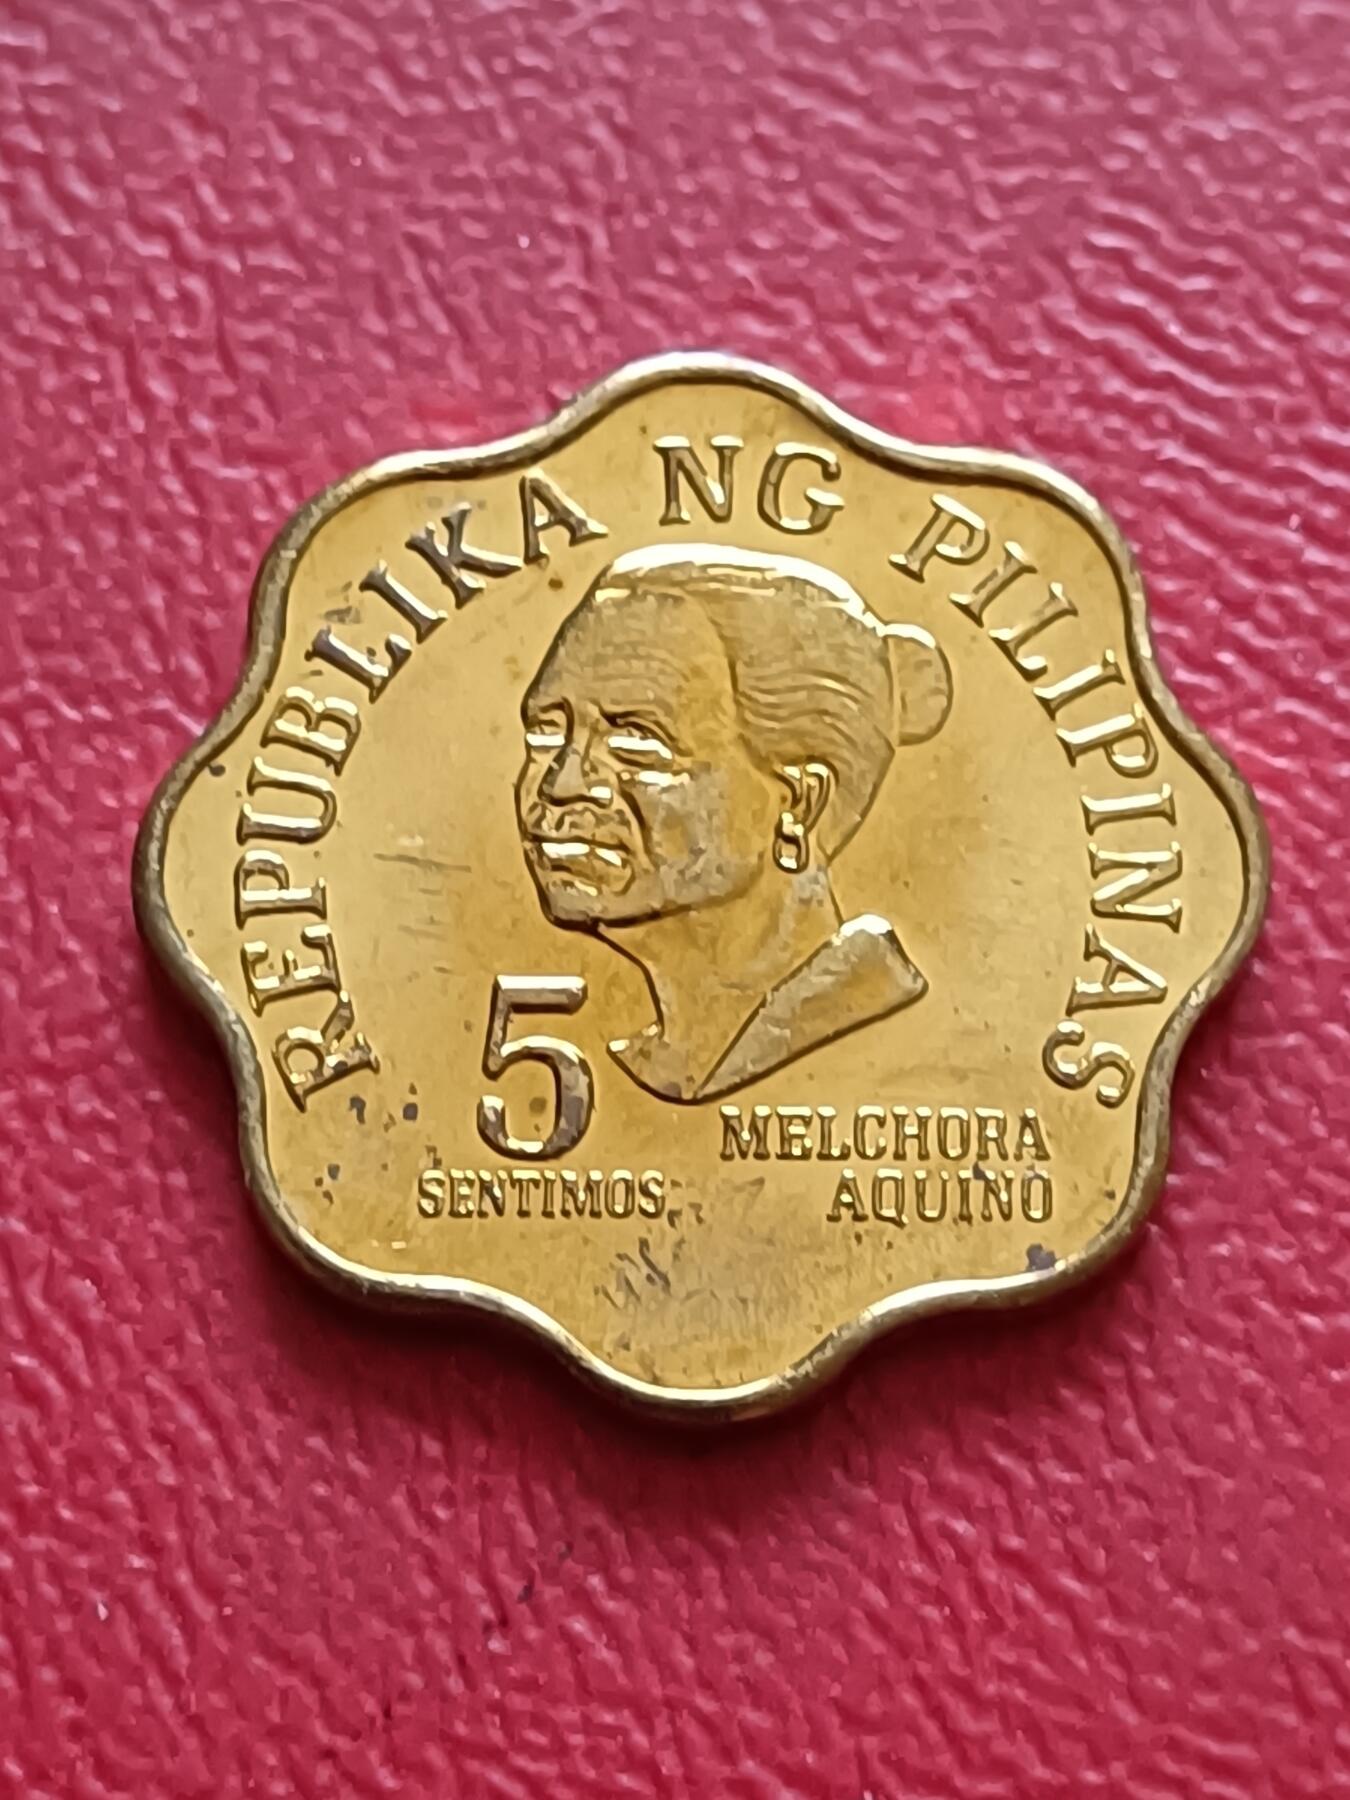 REPUBLIKA NG PILIPINAS
5
SENTIMOS
MELCHORA
AQUINO